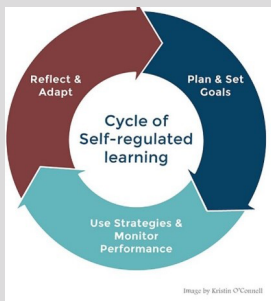 Reflect &
Adapt
Plan & Set
Goals
Cycle of
Self-regulated
learning
Use Strategies &
Monitor
Performance
Image by Kristin O'Connell